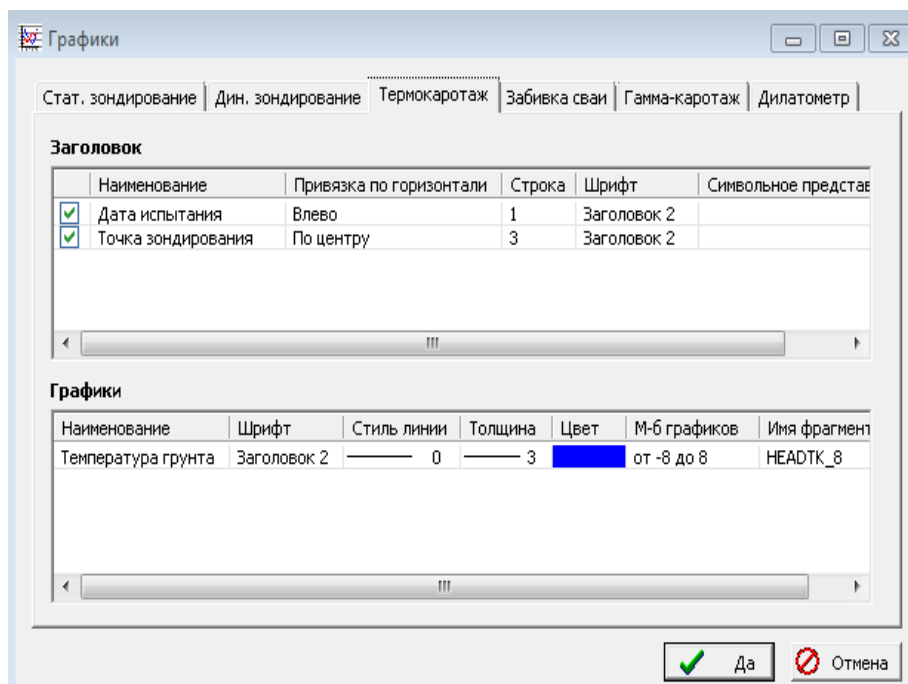 Графики
Стат. зондирование Дин. зондирование Термокаротаж Забивка сваи Гамма-каротаж Дилатометр
Заголовок
Наименование Привязка по горизонтали Строка Шрифт Символьное представ
Дата испытания Влево 1 Заголовок 2
Точка зондирования По центру 3 Заголовок 2
Графики
Наименование Шрифт Стиль линии Толщина Цвет М-б графиков Имя фрагмент
Температура грунта Заголовок 2 0 3 от -8 до 8 HEADTK_8
Да Отмена